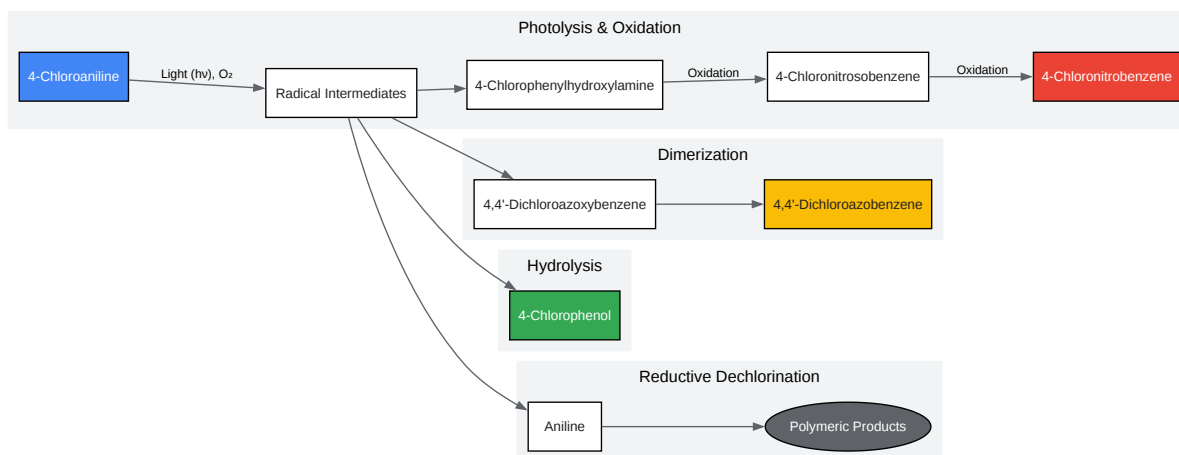 Photolysis & Oxidation
4-Chloroaniline
Light (hν), O₂
Radical Intermediates
4-Chlorophenylhydroxylamine
Oxidation
4-Chloronitrosobenzene
Oxidation
4-Chloronitrobenzene
Dimerization
4,4'-Dichloroazoxybenzene
4,4'-Dichloroazobenzene
Hydrolysis
4-Chlorophenol
Reductive Dechlorination
Aniline
Polymeric Products